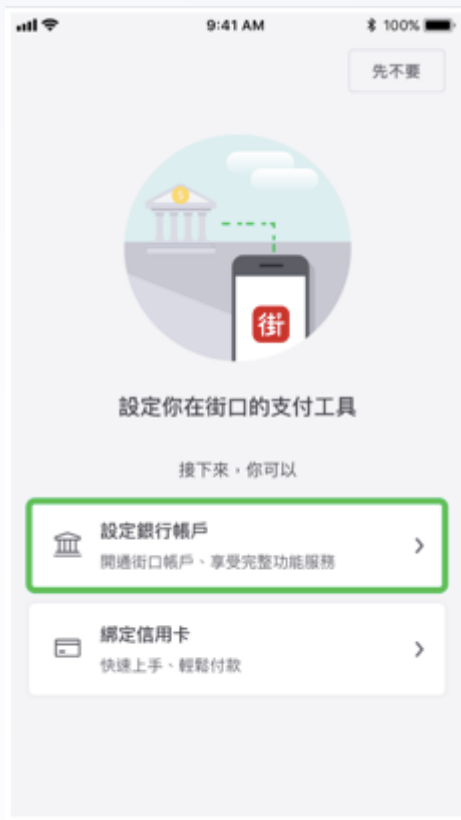 9:41 AM
100%
先不要
$
街
設定你在街口的支付工具
接下來，你可以
設定銀行帳戶
開通街口帳戶、享受完整功能服務
綁定信用卡
快速上手、輕鬆付款